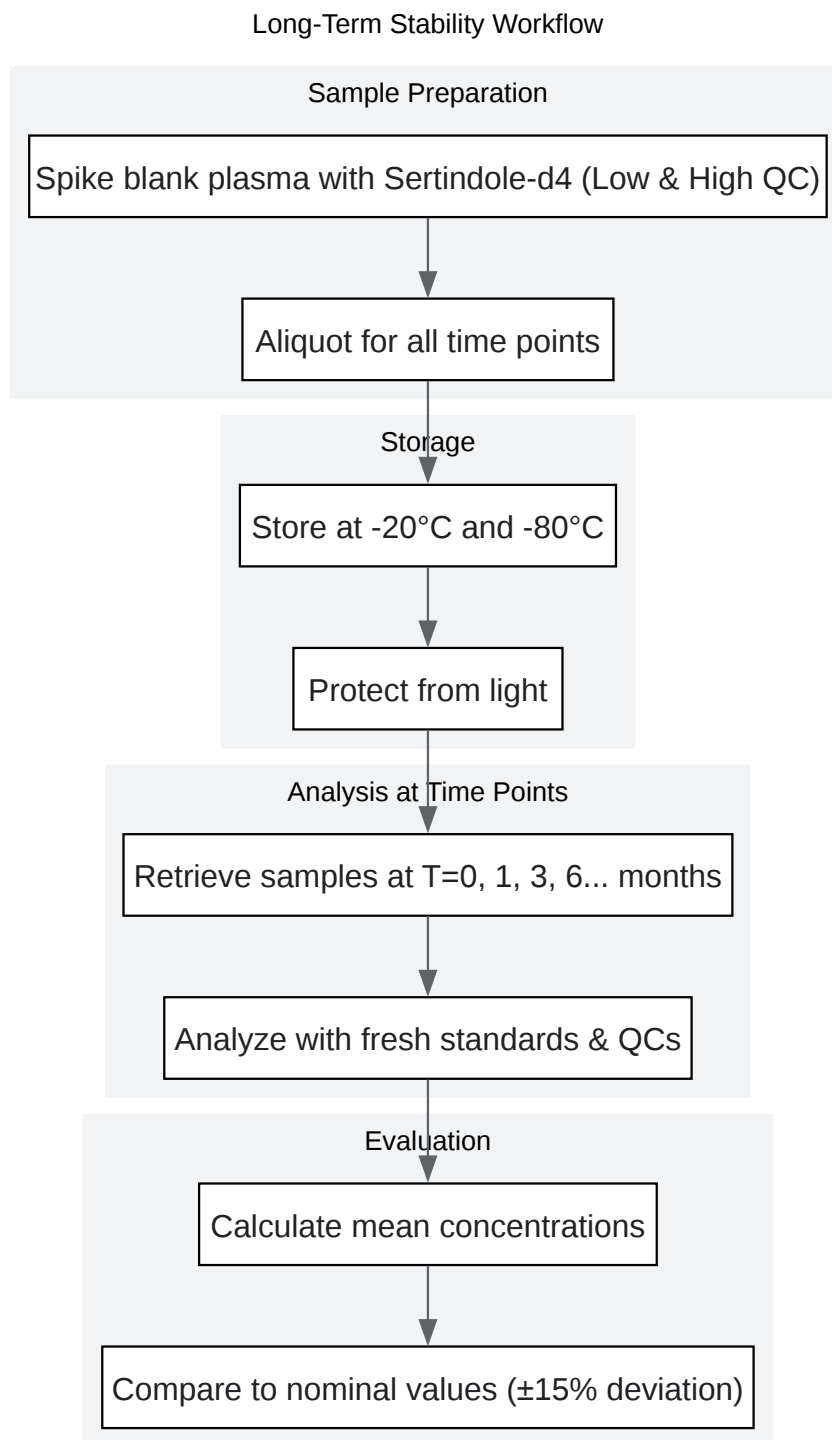 Long-Term Stability Workflow
Sample Preparation
Spike blank plasma with Sertindole-d4 (Low & High QC)
Aliquot for all time points
Storage
Store at -20°C and -80°C
Protect from light
Analysis at Time Points
Retrieve samples at T=0, 1, 3, 6... months
Analyze with fresh standards & QCs
Evaluation
Calculate mean concentrations
Compare to nominal values (±15% deviation)